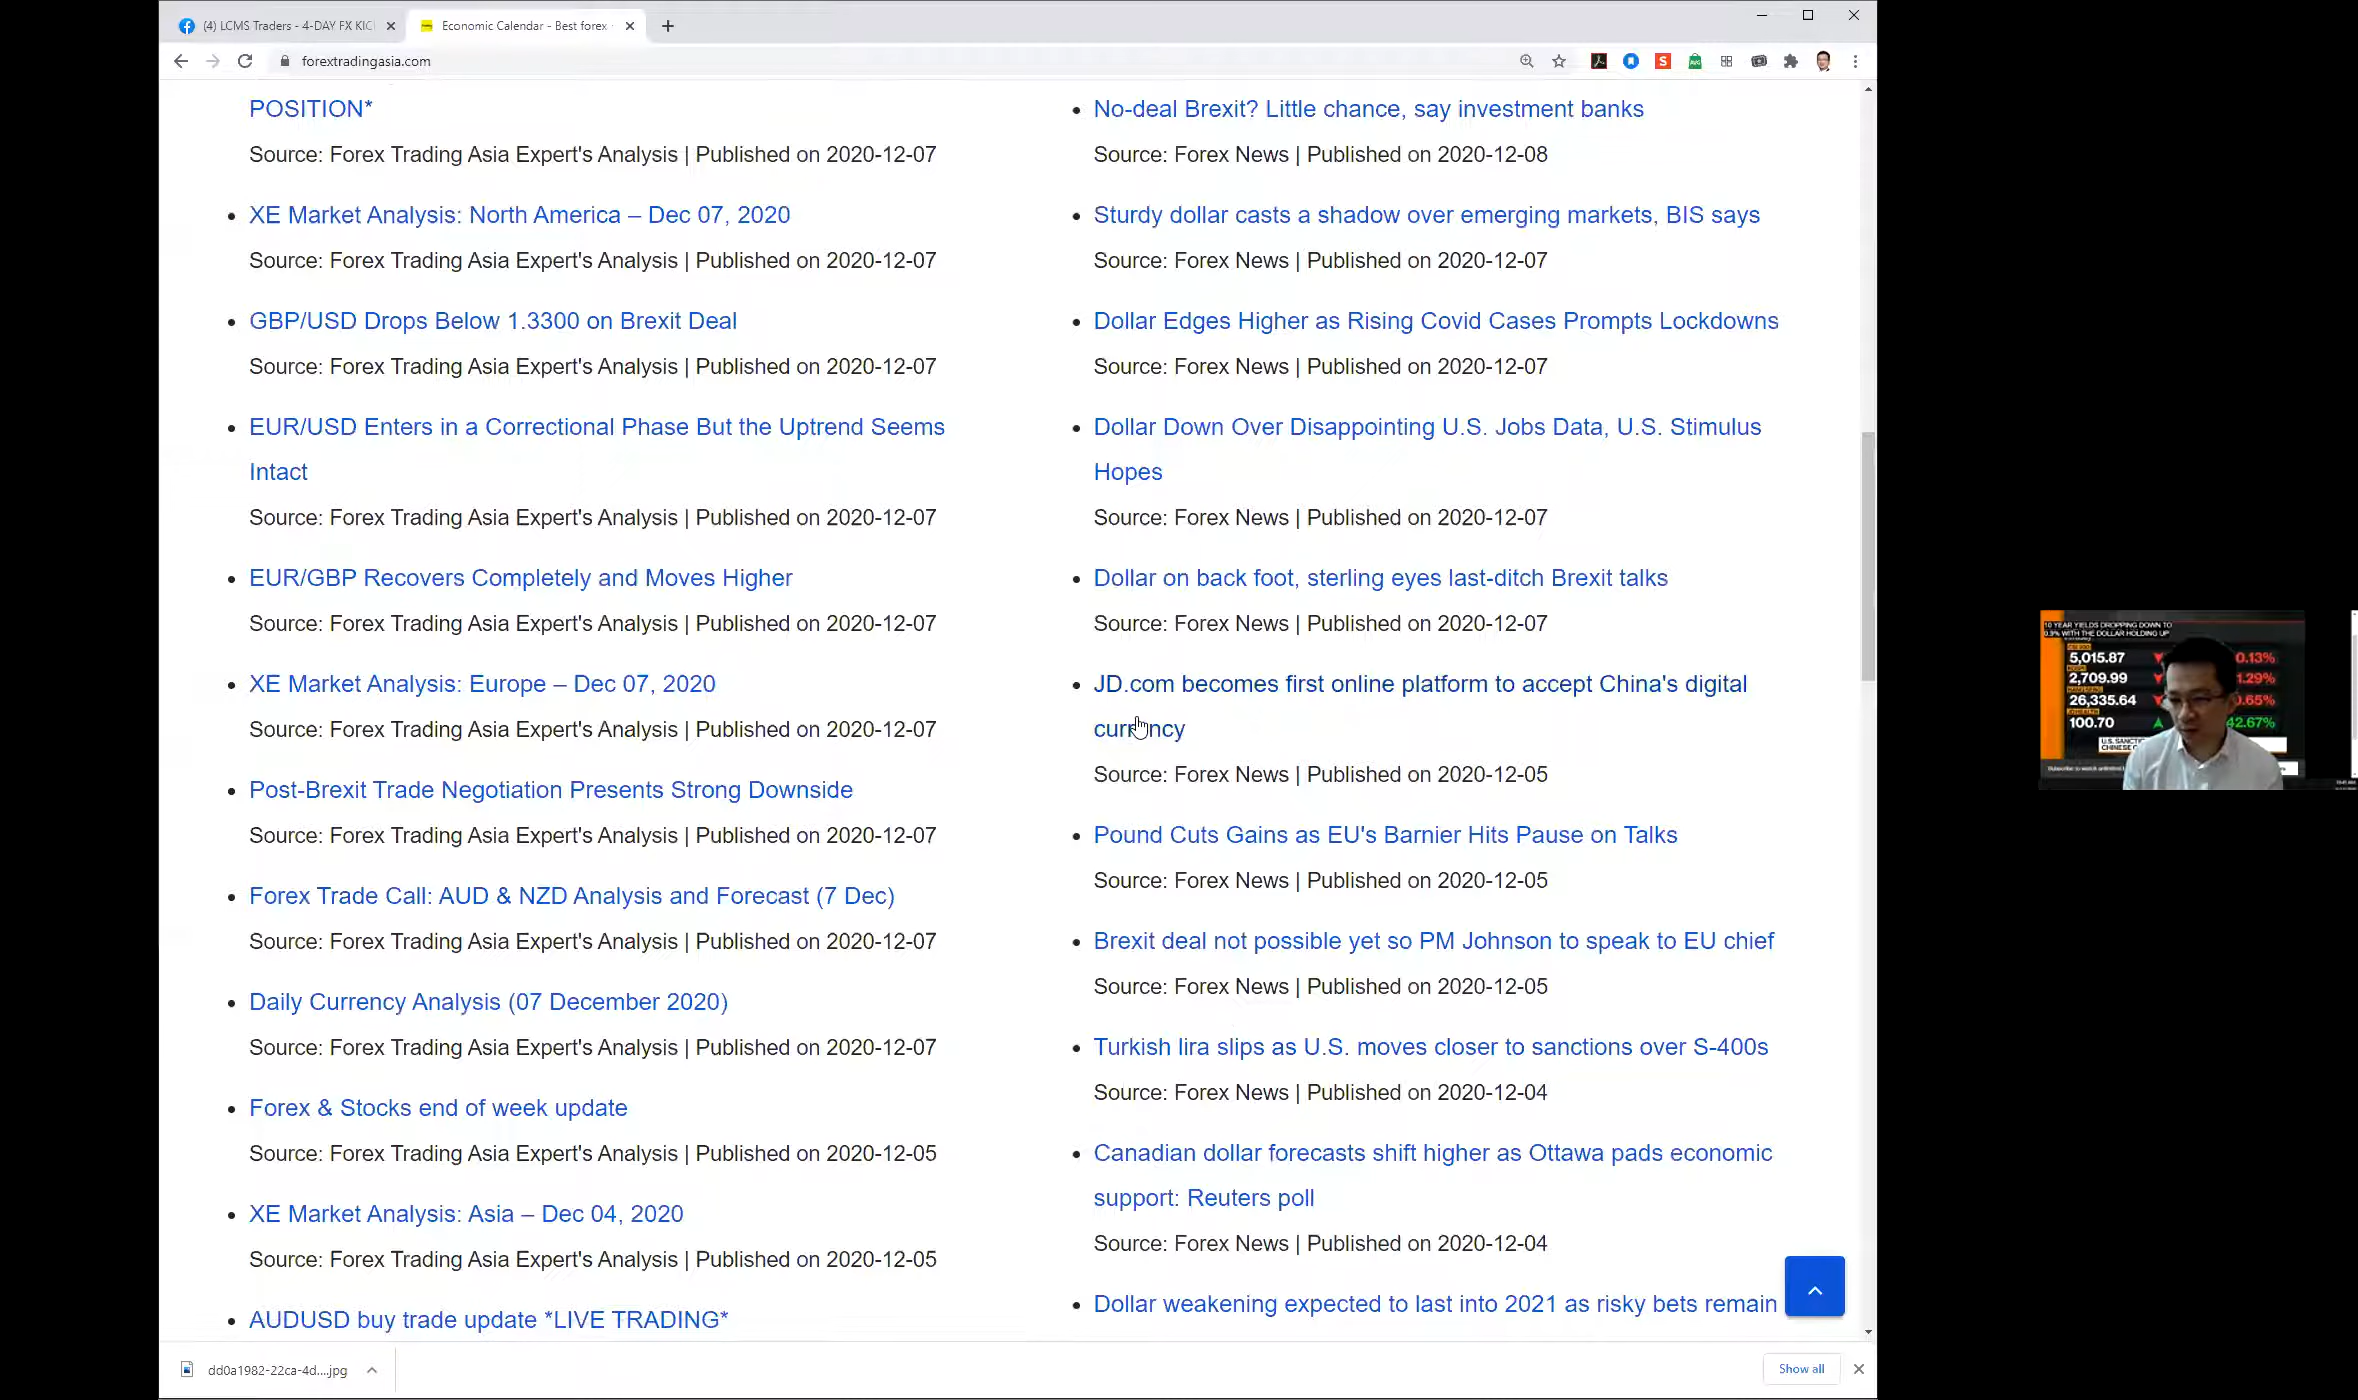 (4) LCMS Traders - 4-DAY FX KIC
Economic Calendar - Best forex
forextradingasia.com
POSITION*
Source: Forex Trading Asia Expert's Analysis | Published on 2020-12-07
XE Market Analysis: North America – Dec 07, 2020
Source: Forex Trading Asia Expert's Analysis | Published on 2020-12-07
GBP/USD Drops Below 1.3300 on Brexit Deal
Source: Forex Trading Asia Expert's Analysis | Published on 2020-12-07
EUR/USD Enters in a Correctional Phase But the Uptrend Seems
Intact
Source: Forex Trading Asia Expert's Analysis | Published on 2020-12-07
EUR/GBP Recovers Completely and Moves Higher
Source: Forex Trading Asia Expert's Analysis | Published on 2020-12-07
XE Market Analysis: Europe – Dec 07, 2020
Source: Forex Trading Asia Expert's Analysis | Published on 2020-12-07
Post-Brexit Trade Negotiation Presents Strong Downside
Source: Forex Trading Asia Expert's Analysis | Published on 2020-12-07
Forex Trade Call: AUD & NZD Analysis and Forecast (7 Dec)
Source: Forex Trading Asia Expert's Analysis | Published on 2020-12-07
Daily Currency Analysis (07 December 2020)
Source: Forex Trading Asia Expert's Analysis | Published on 2020-12-07
Forex & Stocks end of week update
Source: Forex Trading Asia Expert's Analysis | Published on 2020-12-05
XE Market Analysis: Asia – Dec 04, 2020
Source: Forex Trading Asia Expert's Analysis | Published on 2020-12-05
AUDUSD buy trade update *LIVE TRADING*
No-deal Brexit? Little chance, say investment banks
Source: Forex News | Published on 2020-12-08
Sturdy dollar casts a shadow over emerging markets, BIS says
Source: Forex News | Published on 2020-12-07
Dollar Edges Higher as Rising Covid Cases Prompts Lockdowns
Source: Forex News | Published on 2020-12-07
Dollar Down Over Disappointing U.S. Jobs Data, U.S. Stimulus
Hopes
Source: Forex News | Published on 2020-12-07
Dollar on back foot, sterling eyes last-ditch Brexit talks
Source: Forex News | Published on 2020-12-07
JD.com becomes first online platform to accept China's digital
currency
Source: Forex News | Published on 2020-12-05
Pound Cuts Gains as EU's Barnier Hits Pause on Talks
Source: Forex News | Published on 2020-12-05
Brexit deal not possible yet so PM Johnson to speak to EU chief
Source: Forex News | Published on 2020-12-05
Turkish lira slips as U.S. moves closer to sanctions over S-400s
Source: Forex News | Published on 2020-12-04
Canadian dollar forecasts shift higher as Ottawa pads economic
support: Reuters poll
Source: Forex News | Published on 2020-12-04
Dollar weakening expected to last into 2021 as risky bets remain
10 YEAR YIELDS DROPPING DOWN TO
0.9% WITH THE DOLLAR HOLDING UP
5,015.87 0.13%
2,709.99 1.29%
26,335.64 0.65%
100.70 42.67%
dd0a1982-22ca-4d....jpg
Show all